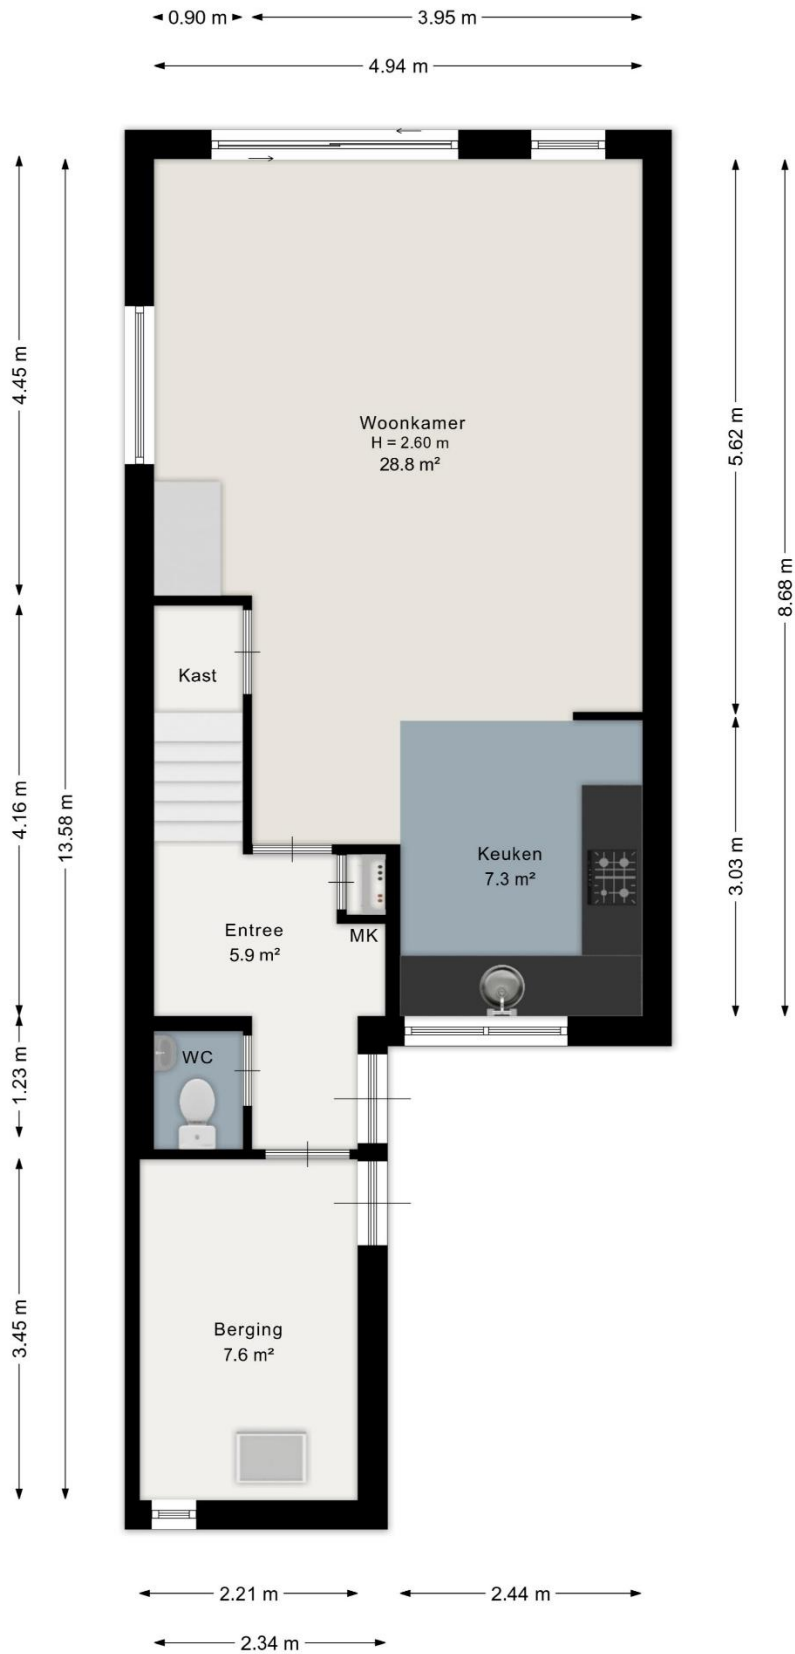 0.90 m
3.95 m
4.94 m
4.45 m
4.16 m
1.23 m
3.45 m
13.58 m
5.62 m
3.03 m
8.68 m
Woonkamer
H = 2.60 m
28.8 m²
Kast
Keuken
7.3 m²
Entree
5.9 m²
MK
WC
Berging
7.6 m²
2.21 m
2.44 m
2.34 m